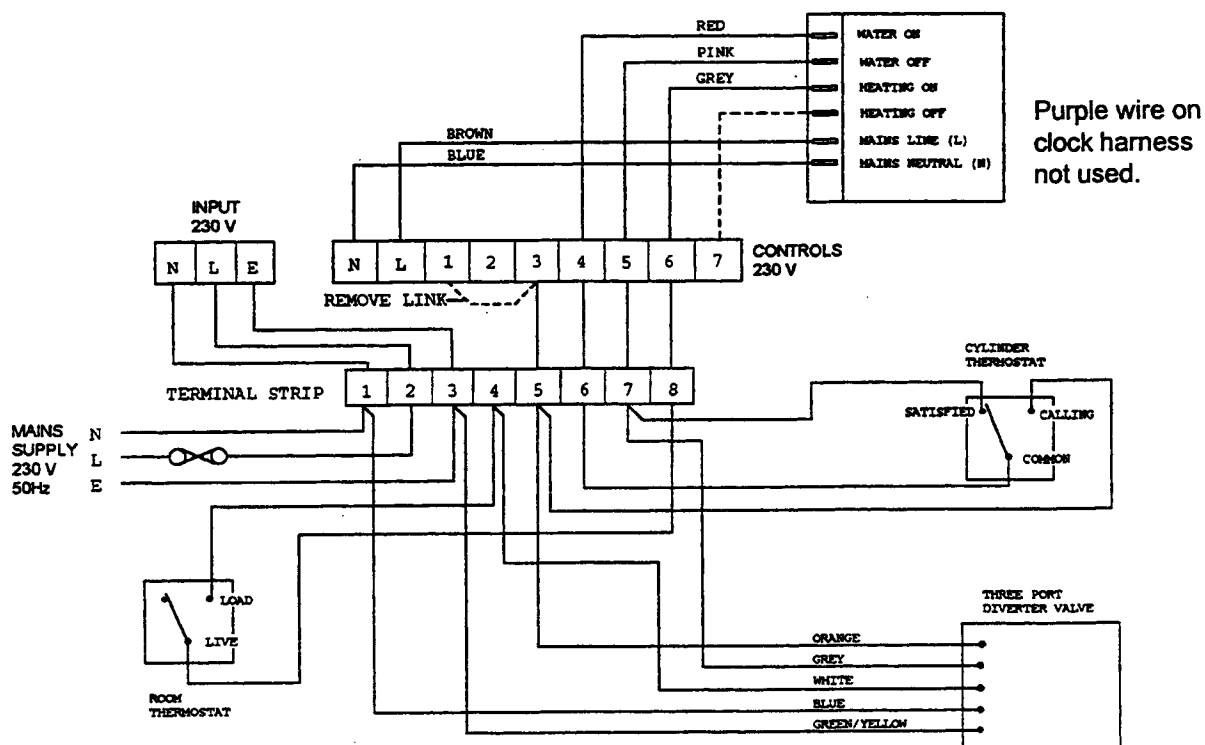 RED
WATER ON
PINK
WATER OFF
GREY
HEATING ON
HEATING OFF
BROWN
MAINS LINE (L)
BLUE
MAINS NEUTRAL (N)
Purple wire on
clock harness
not used.
INPUT
230 V
N L E
N L 1 2 3 4 5 6 7
CONTROLS
230 V
REMOVE LINK
TERMINAL STRIP
1 2 3 4 5 6 7 8
CYLINDER
THERMOSTAT
SATISFIED
CALLING
COMMON
MAINS
SUPPLY
230 V
50Hz
N
L
E
LOAD
LIVE
ROOM
THERMOSTAT
THREE PORT
DIVERTER VALVE
ORANGE
GREY
WHITE
BLUE
GREEN/YELLOW